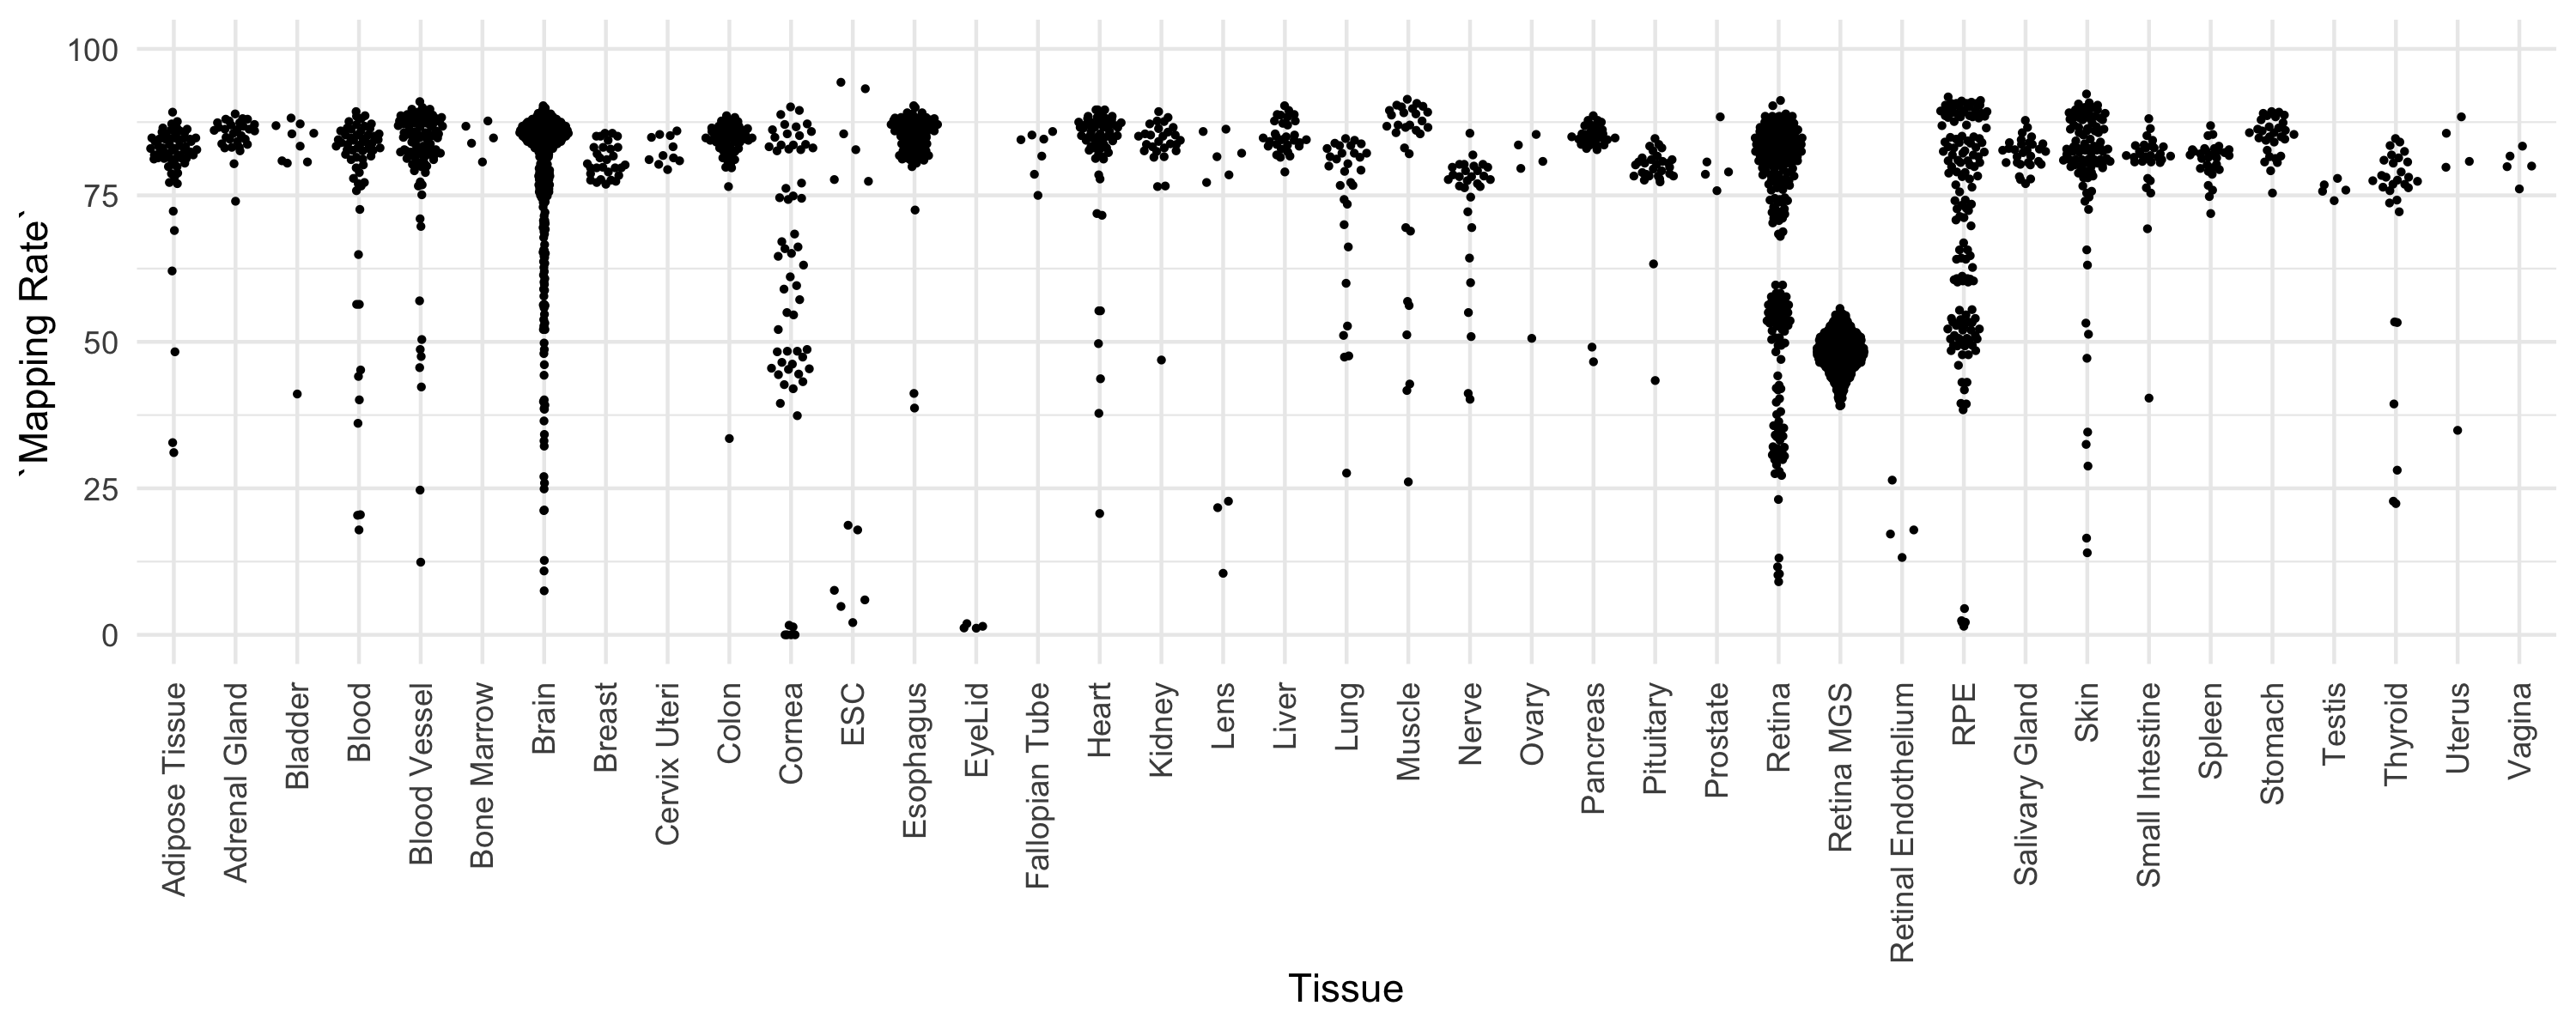 `Mapping Rate`
100
75
50
25
0
Adipose Tissue
Adrenal Gland
Bladder
Blood
Blood Vessel
Bone Marrow
Brain
Breast
Cervix Uteri
Colon
Cornea
ESC
Esophagus
EyeLid
Fallopian Tube
Heart
Kidney
Lens
Liver
Lung
Muscle
Nerve
Ovary
Pancreas
Pituitary
Prostate
Retina
Retina MGS
Retinal Endothelium
RPE
Salivary Gland
Skin
Small Intestine
Spleen
Stomach
Testis
Thyroid
Uterus
Vagina
Tissue